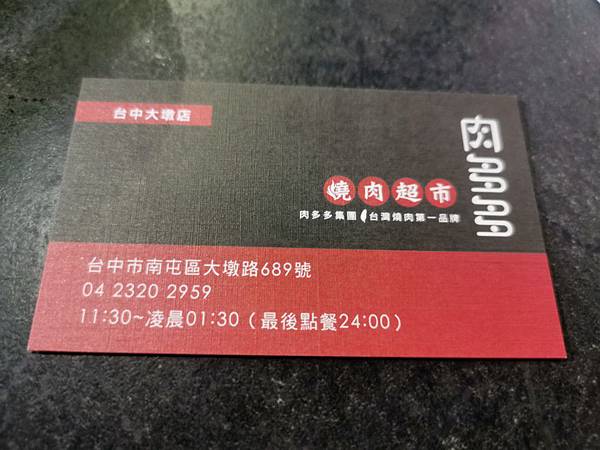 台中大墩店
肉多多
燒肉超市
肉多多集團 台灣燒肉第一品牌
台中市南屯區大墩路689號
04 2320 2959
11:30~凌晨01:30（最後點餐24:00）